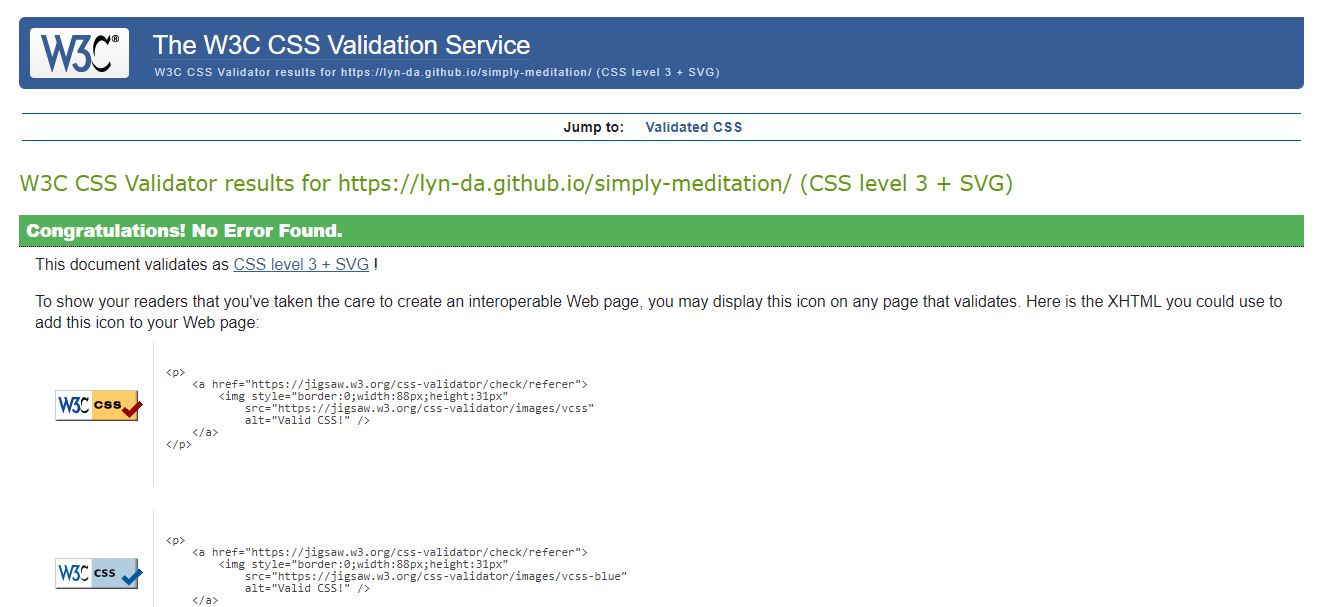 W3C®
The W3C CSS Validation Service
W3C CSS Validator results for https://lyn-da.github.io/simply-meditation/ (CSS level 3 + SVG)
Jump to: Validated CSS
W3C CSS Validator results for https://lyn-da.github.io/simply-meditation/ (CSS level 3 + SVG)
Congratulations! No Error Found.
This document validates as CSS level 3 + SVG !
To show your readers that you've taken the care to create an interoperable Web page, you may display this icon on any page that validates. Here is the XHTML you could use to
add this icon to your Web page:
W3C css
<p>
<a href="https://jigsaw.w3.org/css-validator/check/referer">
<img style="border:0;width:88px;height:31px"
src="https://jigsaw.w3.org/css-validator/images/vcss"
alt="Valid CSS!" />
</a>
</p>
W3C css
<p>
<a href="https://jigsaw.w3.org/css-validator/check/referer">
<img style="border:0;width:88px;height:31px"
src="https://jigsaw.w3.org/css-validator/images/vcss-blue"
alt="Valid CSS!" />
</a>